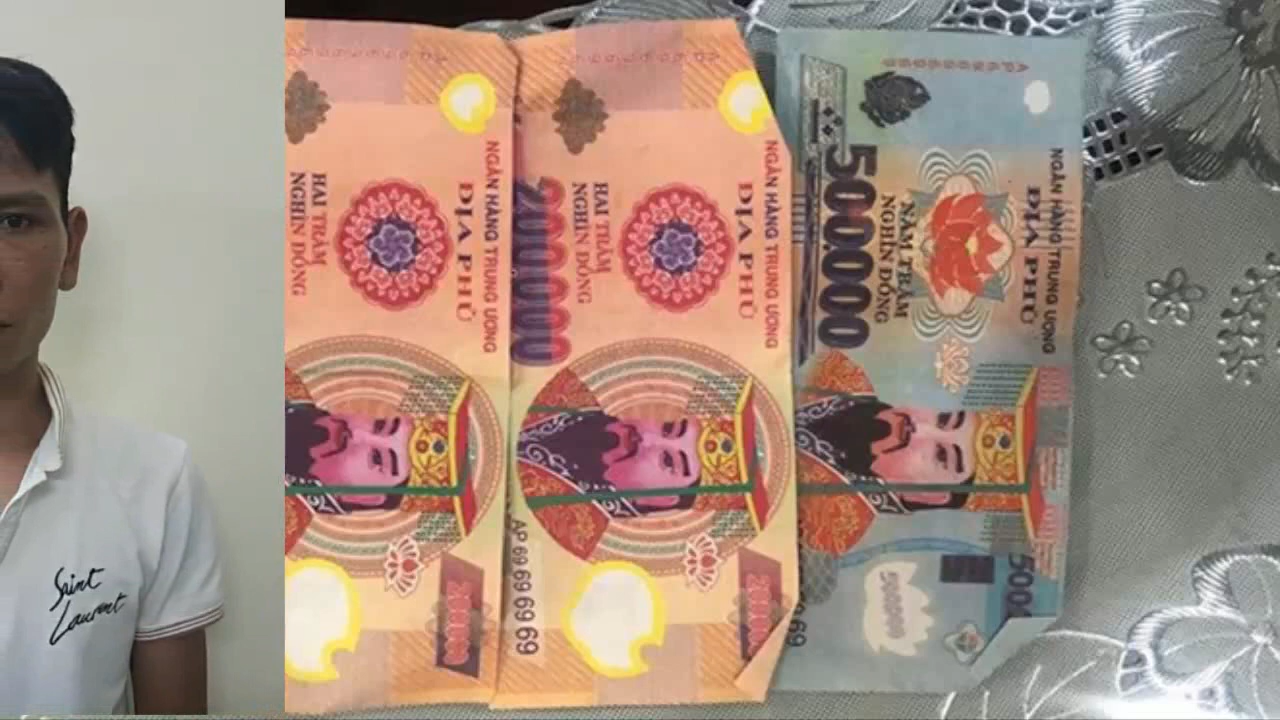 Saint
Laurent
NGÂN HÀNG TRUNG ƯƠNG
ĐỊA PHỦ
HAI TRĂM
NGHÌN ĐỒNG
NGÂN HÀNG TRUNG ƯƠNG
ĐỊA PHỦ
HAI TRĂM
NGHÌN ĐỒNG
200000
AP 69 69 69 69
NGÂN HÀNG TRUNG ƯƠNG
ĐỊA PHỦ
NĂM TRĂM
NGHÌN ĐỒNG
500.000